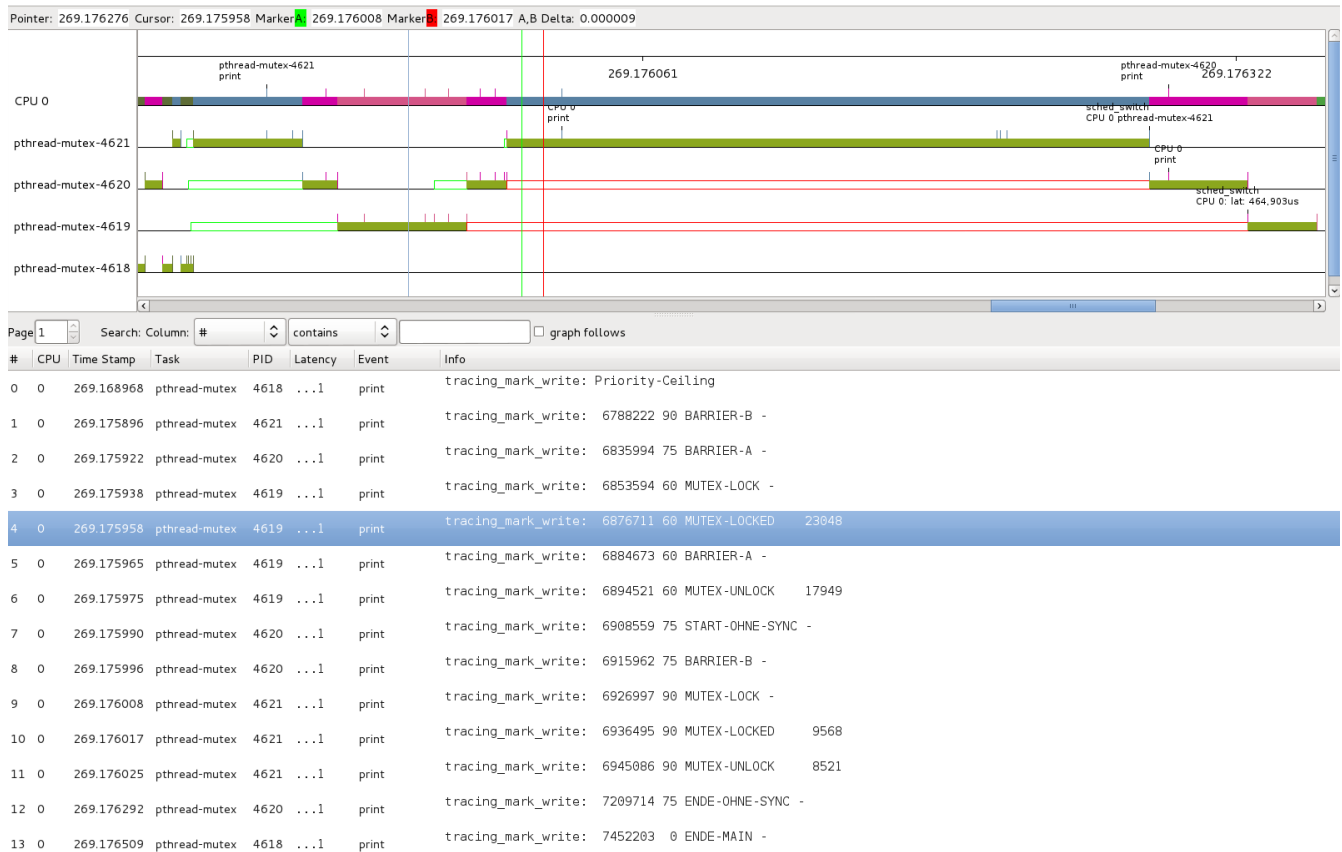 Pointer: 269.176276 Cursor: 269.175958 MarkerA: 269.176008 MarkerB: 269.176017 A,B Delta: 0.000009
pthread-mutex-4621
print
269.176061
pthread-mutex-4620
print
269.176322
CPU 0
CPU 0
print
sched_switch
CPU 0 pthread-mutex-4621
pthread-mutex-4621
CPU 0
print
pthread-mutex-4620
sched_switch
CPU 0: lat: 464,903us
pthread-mutex-4619
pthread-mutex-4618
Page 1 Search: Column: # contains graph follows
# CPU Time Stamp Task PID Latency Event Info
0 0 269.168968 pthread-mutex 4618 ...1 print tracing_mark_write: Priority-Ceiling
1 0 269.175896 pthread-mutex 4621 ...1 print tracing_mark_write: 6788222 90 BARRIER-B -
2 0 269.175922 pthread-mutex 4620 ...1 print tracing_mark_write: 6835994 75 BARRIER-A -
3 0 269.175938 pthread-mutex 4619 ...1 print tracing_mark_write: 6853594 60 MUTEX-LOCK -
4 0 269.175958 pthread-mutex 4619 ...1 print tracing_mark_write: 6876711 60 MUTEX-LOCKED 23048
5 0 269.175965 pthread-mutex 4619 ...1 print tracing_mark_write: 6884673 60 BARRIER-A -
6 0 269.175975 pthread-mutex 4619 ...1 print tracing_mark_write: 6894521 60 MUTEX-UNLOCK 17949
7 0 269.175990 pthread-mutex 4620 ...1 print tracing_mark_write: 6908559 75 START-OHNE-SYNC -
8 0 269.175996 pthread-mutex 4620 ...1 print tracing_mark_write: 6915962 75 BARRIER-B -
9 0 269.176008 pthread-mutex 4621 ...1 print tracing_mark_write: 6926997 90 MUTEX-LOCK -
10 0 269.176017 pthread-mutex 4621 ...1 print tracing_mark_write: 6936495 90 MUTEX-LOCKED 9568
11 0 269.176025 pthread-mutex 4621 ...1 print tracing_mark_write: 6945086 90 MUTEX-UNLOCK 8521
12 0 269.176292 pthread-mutex 4620 ...1 print tracing_mark_write: 7209714 75 ENDE-OHNE-SYNC -
13 0 269.176509 pthread-mutex 4618 ...1 print tracing_mark_write: 7452203 0 ENDE-MAIN -